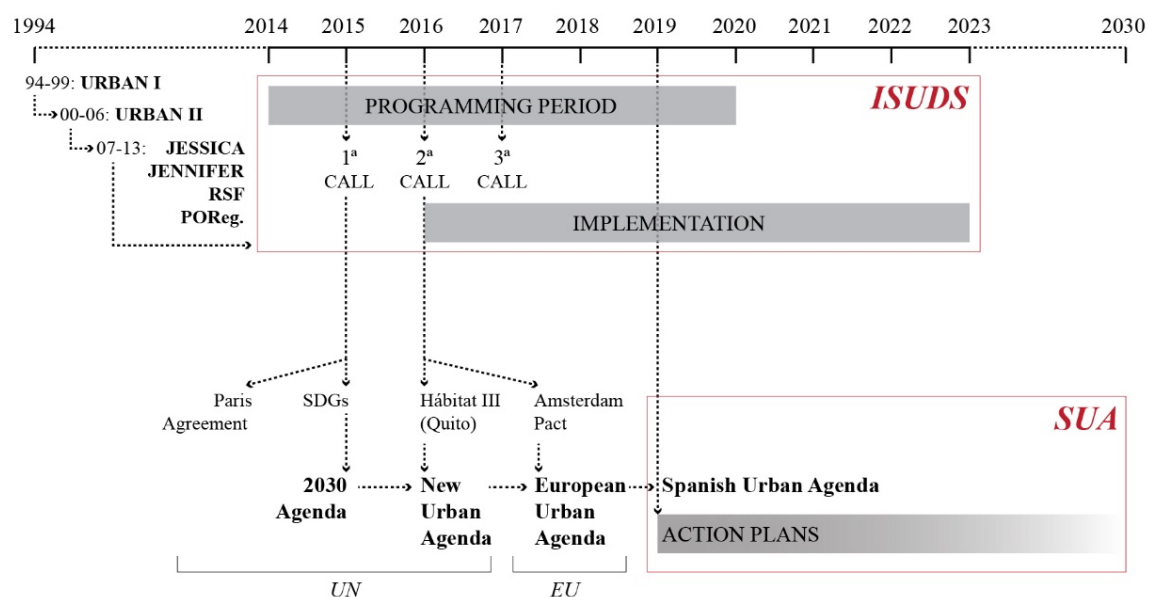 1994 2014 2015 2016 2017 2018 2019 2020 2021 2022 2023 2030
94-99: URBAN I
00-06: URBAN II
07-13: JESSICA
JENNIFER
RSF
POReg.
ISUDS
PROGRAMMING PERIOD
1ª
CALL
2ª
CALL
3ª
CALL
IMPLEMENTATION
Paris
Agreement
SDGs
Hábitat III
(Quito)
Amsterdam
Pact
SUA
2030
Agenda
New
Urban
Agenda
European
Urban
Agenda
Spanish Urban Agenda
ACTION PLANS
UN
EU